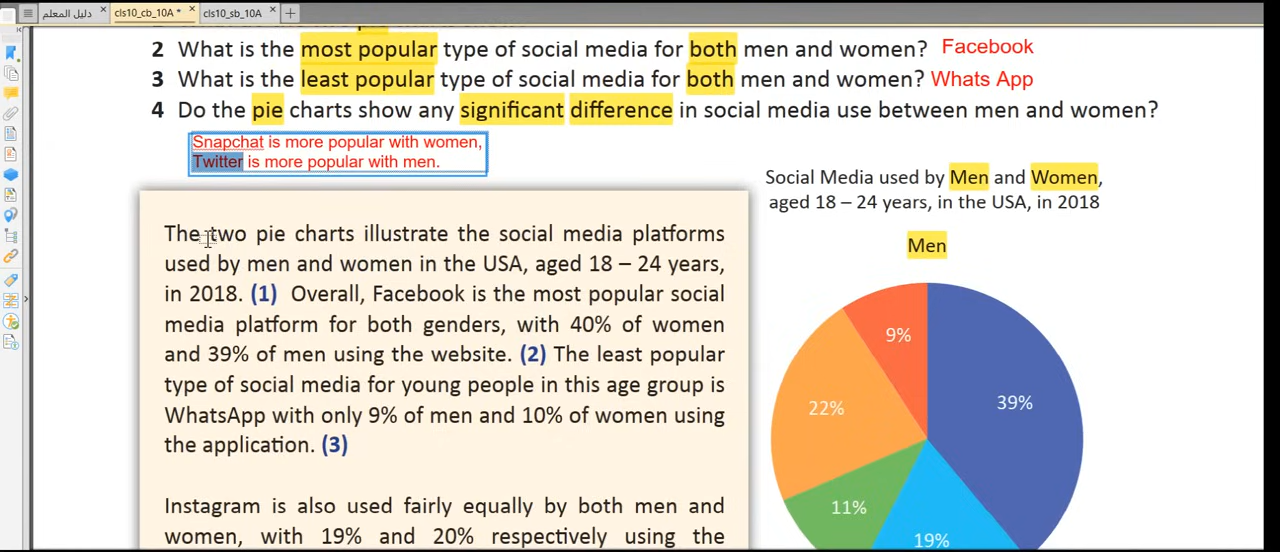 دليل المعلم
cls10_cb_10A *
cls10_sb_10A
2 What is the most popular type of social media for both men and women? Facebook
3 What is the least popular type of social media for both men and women? Whats App
4 Do the pie charts show any significant difference in social media use between men and women?
Snapchat is more popular with women,
Twitter is more popular with men.
The two pie charts illustrate the social media platforms
used by men and women in the USA, aged 18 – 24 years,
in 2018. (1) Overall, Facebook is the most popular social
media platform for both genders, with 40% of women
and 39% of men using the website. (2) The least popular
type of social media for young people in this age group is
WhatsApp with only 9% of men and 10% of women using
the application. (3)
Instagram is also used fairly equally by both men and
women, with 19% and 20% respectively using the
Social Media used by Men and Women,
aged 18 – 24 years, in the USA, in 2018
Men
9%
39%
22%
11%
19%